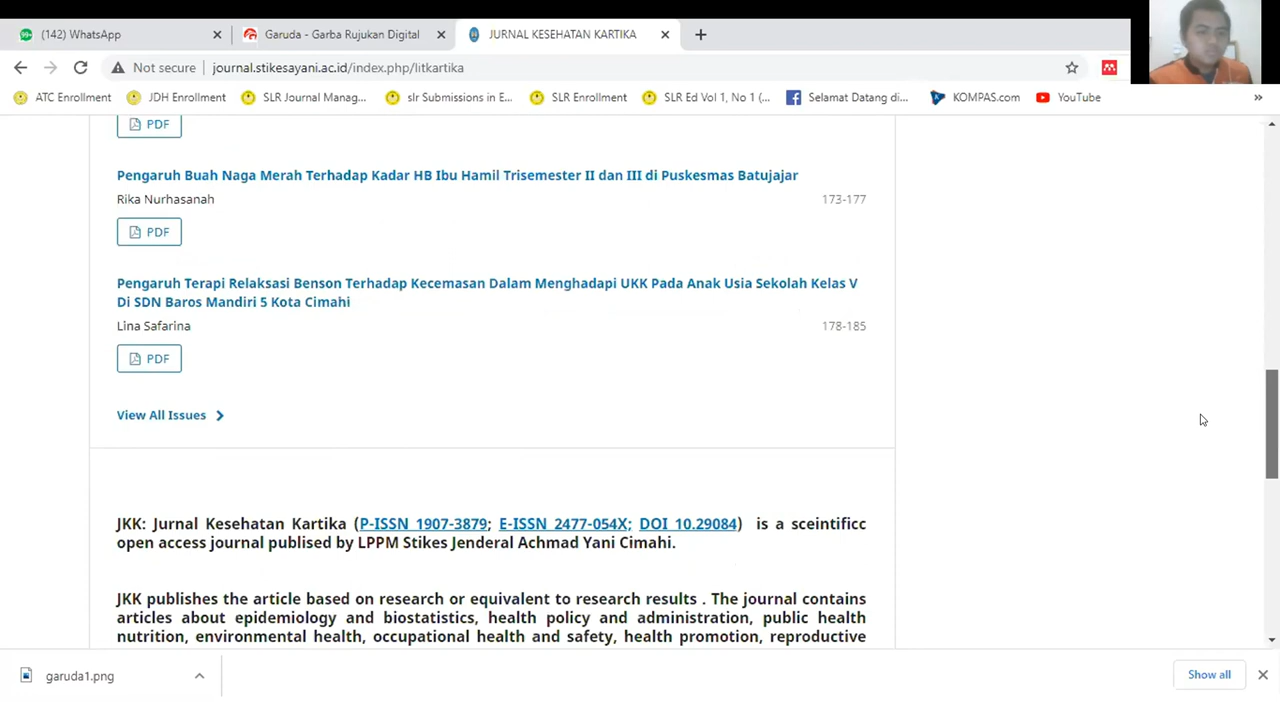 (142) WhatsApp
Garuda - Garba Rujukan Digital
JURNAL KESEHATAN KARTIKA
Not secure
journal.stikesayani.ac.id/index.php/litkartika
ATC Enrollment
JDH Enrollment
SLR Journal Manag...
slr Submissions in E...
SLR Enrollment
SLR Ed Vol 1, No 1 (...
Selamat Datang di...
KOMPAS.com
YouTube
»
PDF
Pengaruh Buah Naga Merah Terhadap Kadar HB Ibu Hamil Trisemester II dan III di Puskesmas Batujajar
Rika Nurhasanah
173-177
PDF
Pengaruh Terapi Relaksasi Benson Terhadap Kecemasan Dalam Menghadapi UKK Pada Anak Usia Sekolah Kelas V
Di SDN Baros Mandiri 5 Kota Cimahi
Lina Safarina
178-185
PDF
View All Issues
JKK: Jurnal Kesehatan Kartika (P-ISSN 1907-3879; E-ISSN 2477-054X; DOI 10.29084) is a sceintificc
open access journal publised by LPPM Stikes Jenderal Achmad Yani Cimahi.
JKK publishes the article based on research or equivalent to research results . The journal contains
articles about epidemiology and biostatistics, health policy and administration, public health
nutrition, environmental health, occupational health and safety, health promotion, reproductive
garuda1.png
Show all